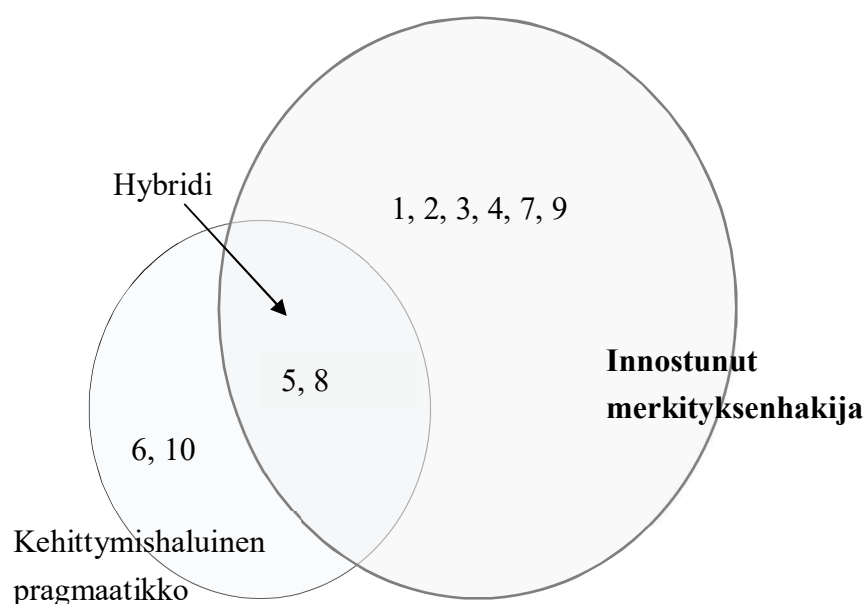 Hybridi
1, 2, 3, 4, 7, 9
Innostunut
merkityksenhakija
5, 8
6, 10
Kehittymishaluinen
pragmaatikko